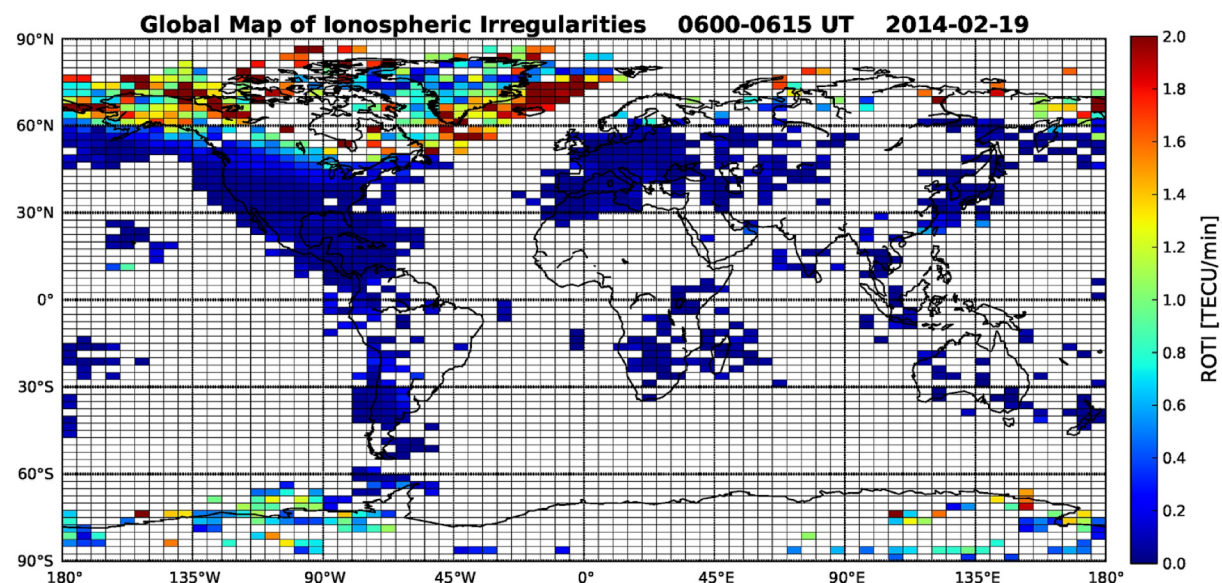 Global Map of Ionospheric Irregularities 0600-0615 UT 2014-02-19
90°N
60°N
30°N
0°
30°S
60°S
90°S
180° 135°W 90°W 45°W 0° 45°E 90°E 135°E 180°
2.0
1.8
1.6
1.4
1.2
1.0
0.8
0.6
0.4
0.2
0.0
ROTI [TECU/min]